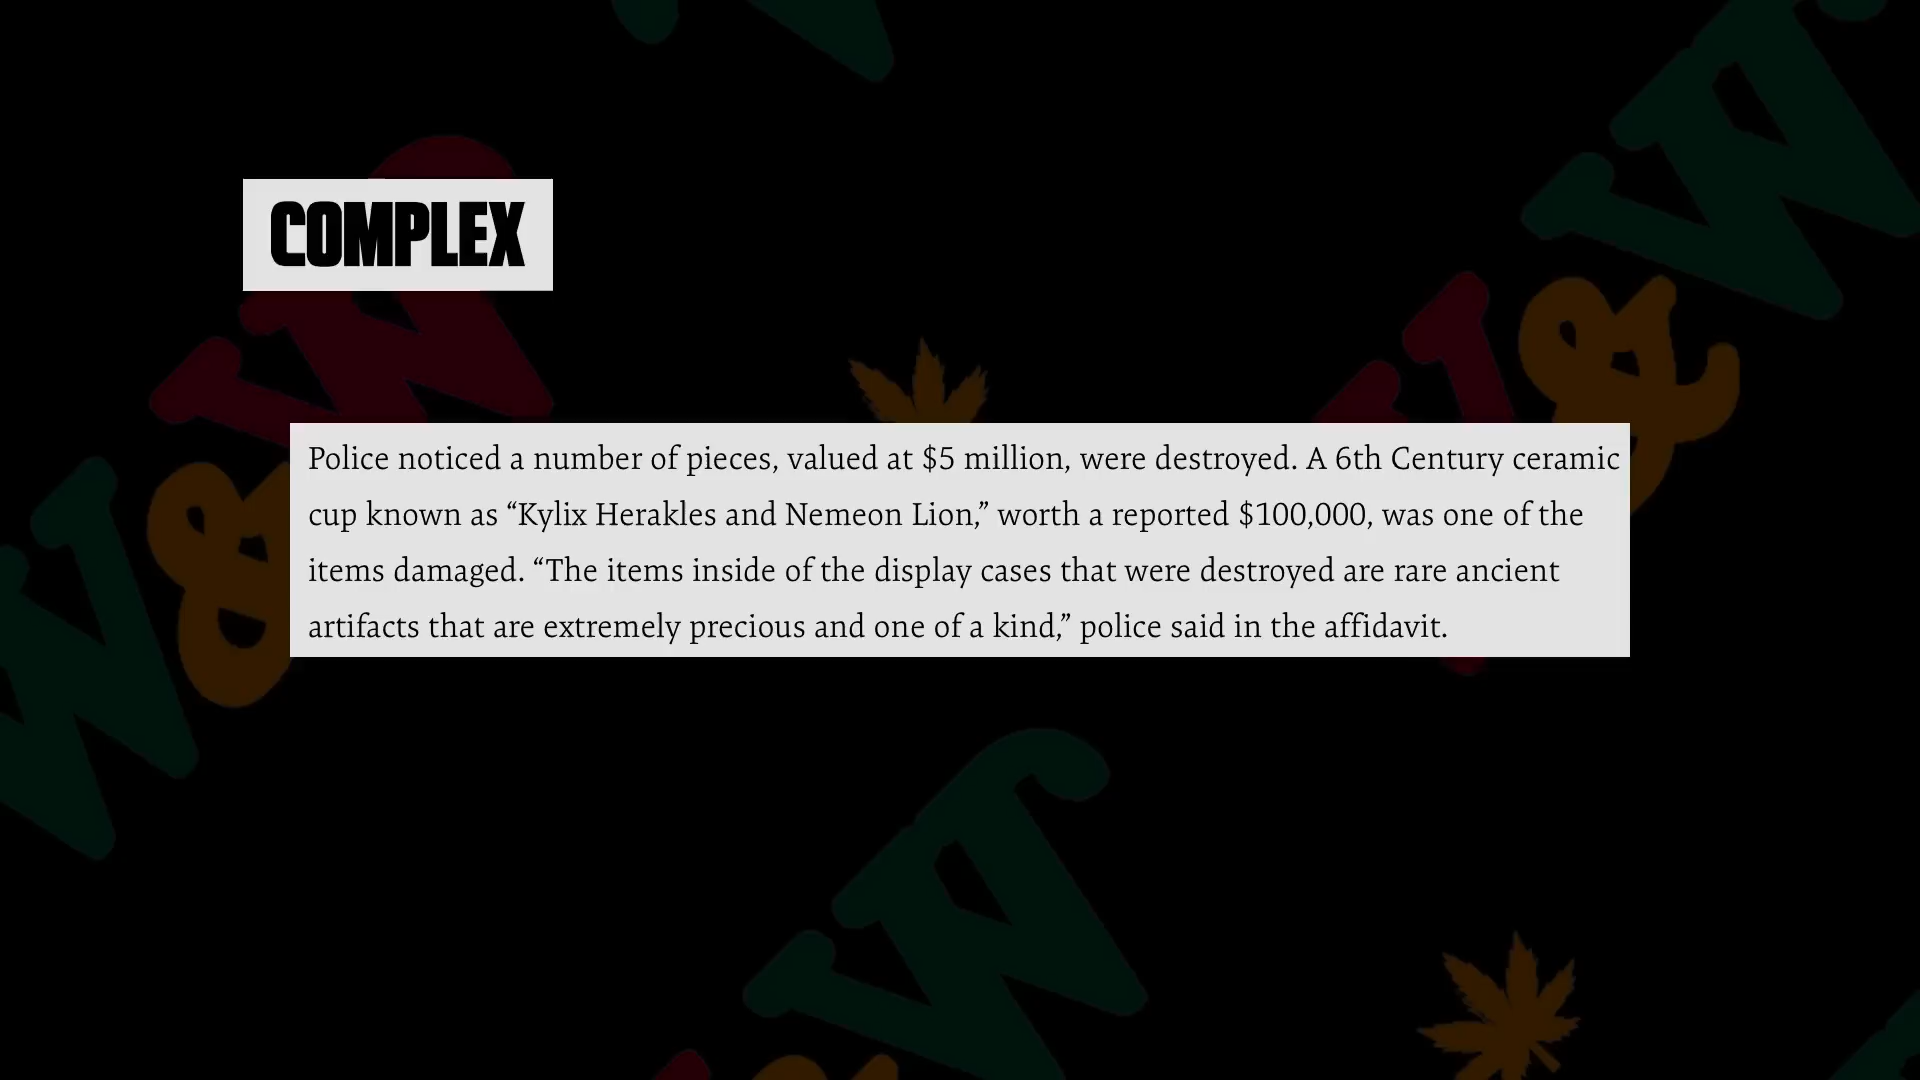 COMPLEX
Police noticed a number of pieces, valued at $5 million, were destroyed. A 6th Century ceramic
cup known as “Kylix Herakles and Nemeon Lion,” worth a reported $100,000, was one of the
items damaged. “The items inside of the display cases that were destroyed are rare ancient
artifacts that are extremely precious and one of a kind,” police said in the affidavit.
W
&
W
W
&
W
W
&